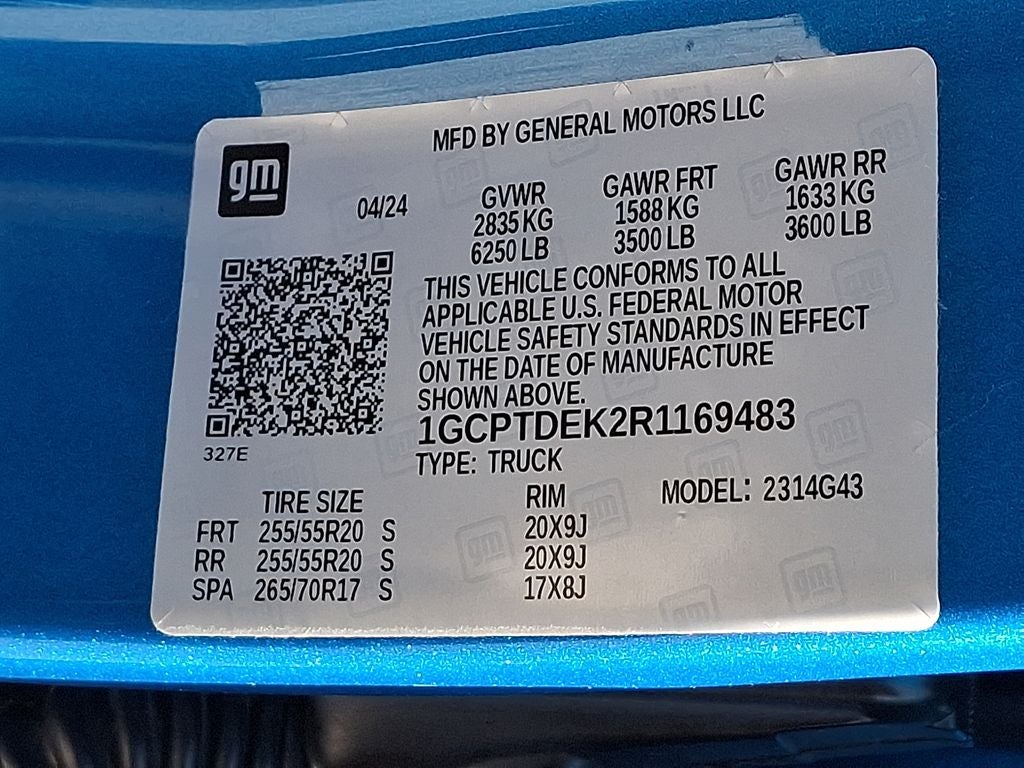 MFD BY GENERAL MOTORS LLC
gm
04/24
GVWR GAWR FRT GAWR RR
2835 KG 1588 KG 1633 KG
6250 LB 3500 LB 3600 LB
THIS VEHICLE CONFORMS TO ALL
APPLICABLE U.S. FEDERAL MOTOR
VEHICLE SAFETY STANDARDS IN EFFECT
ON THE DATE OF MANUFACTURE
SHOWN ABOVE.
1GCPTDEK2R1169483
327E
TYPE: TRUCK
MODEL: 2314G43
TIRE SIZE RIM
FRT 255/55R20 S 20X9J
RR 255/55R20 S 20X9J
SPA 265/70R17 S 17X8J